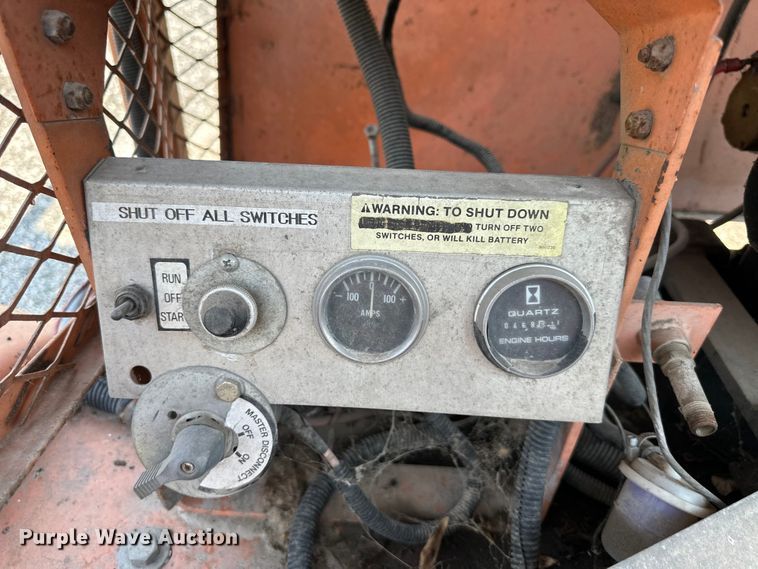 SHUT OFF ALL SWITCHES
WARNING: TO SHUT DOWN
TURN OFF TWO
SWITCHES, OR WILL KILL BATTERY
RUN
OFF
START
0
- 100 100 +
AMPS
QUARTZ
ENGINE HOURS
MASTER DISCONNECT
OFF
ON
Purple Wave Auction